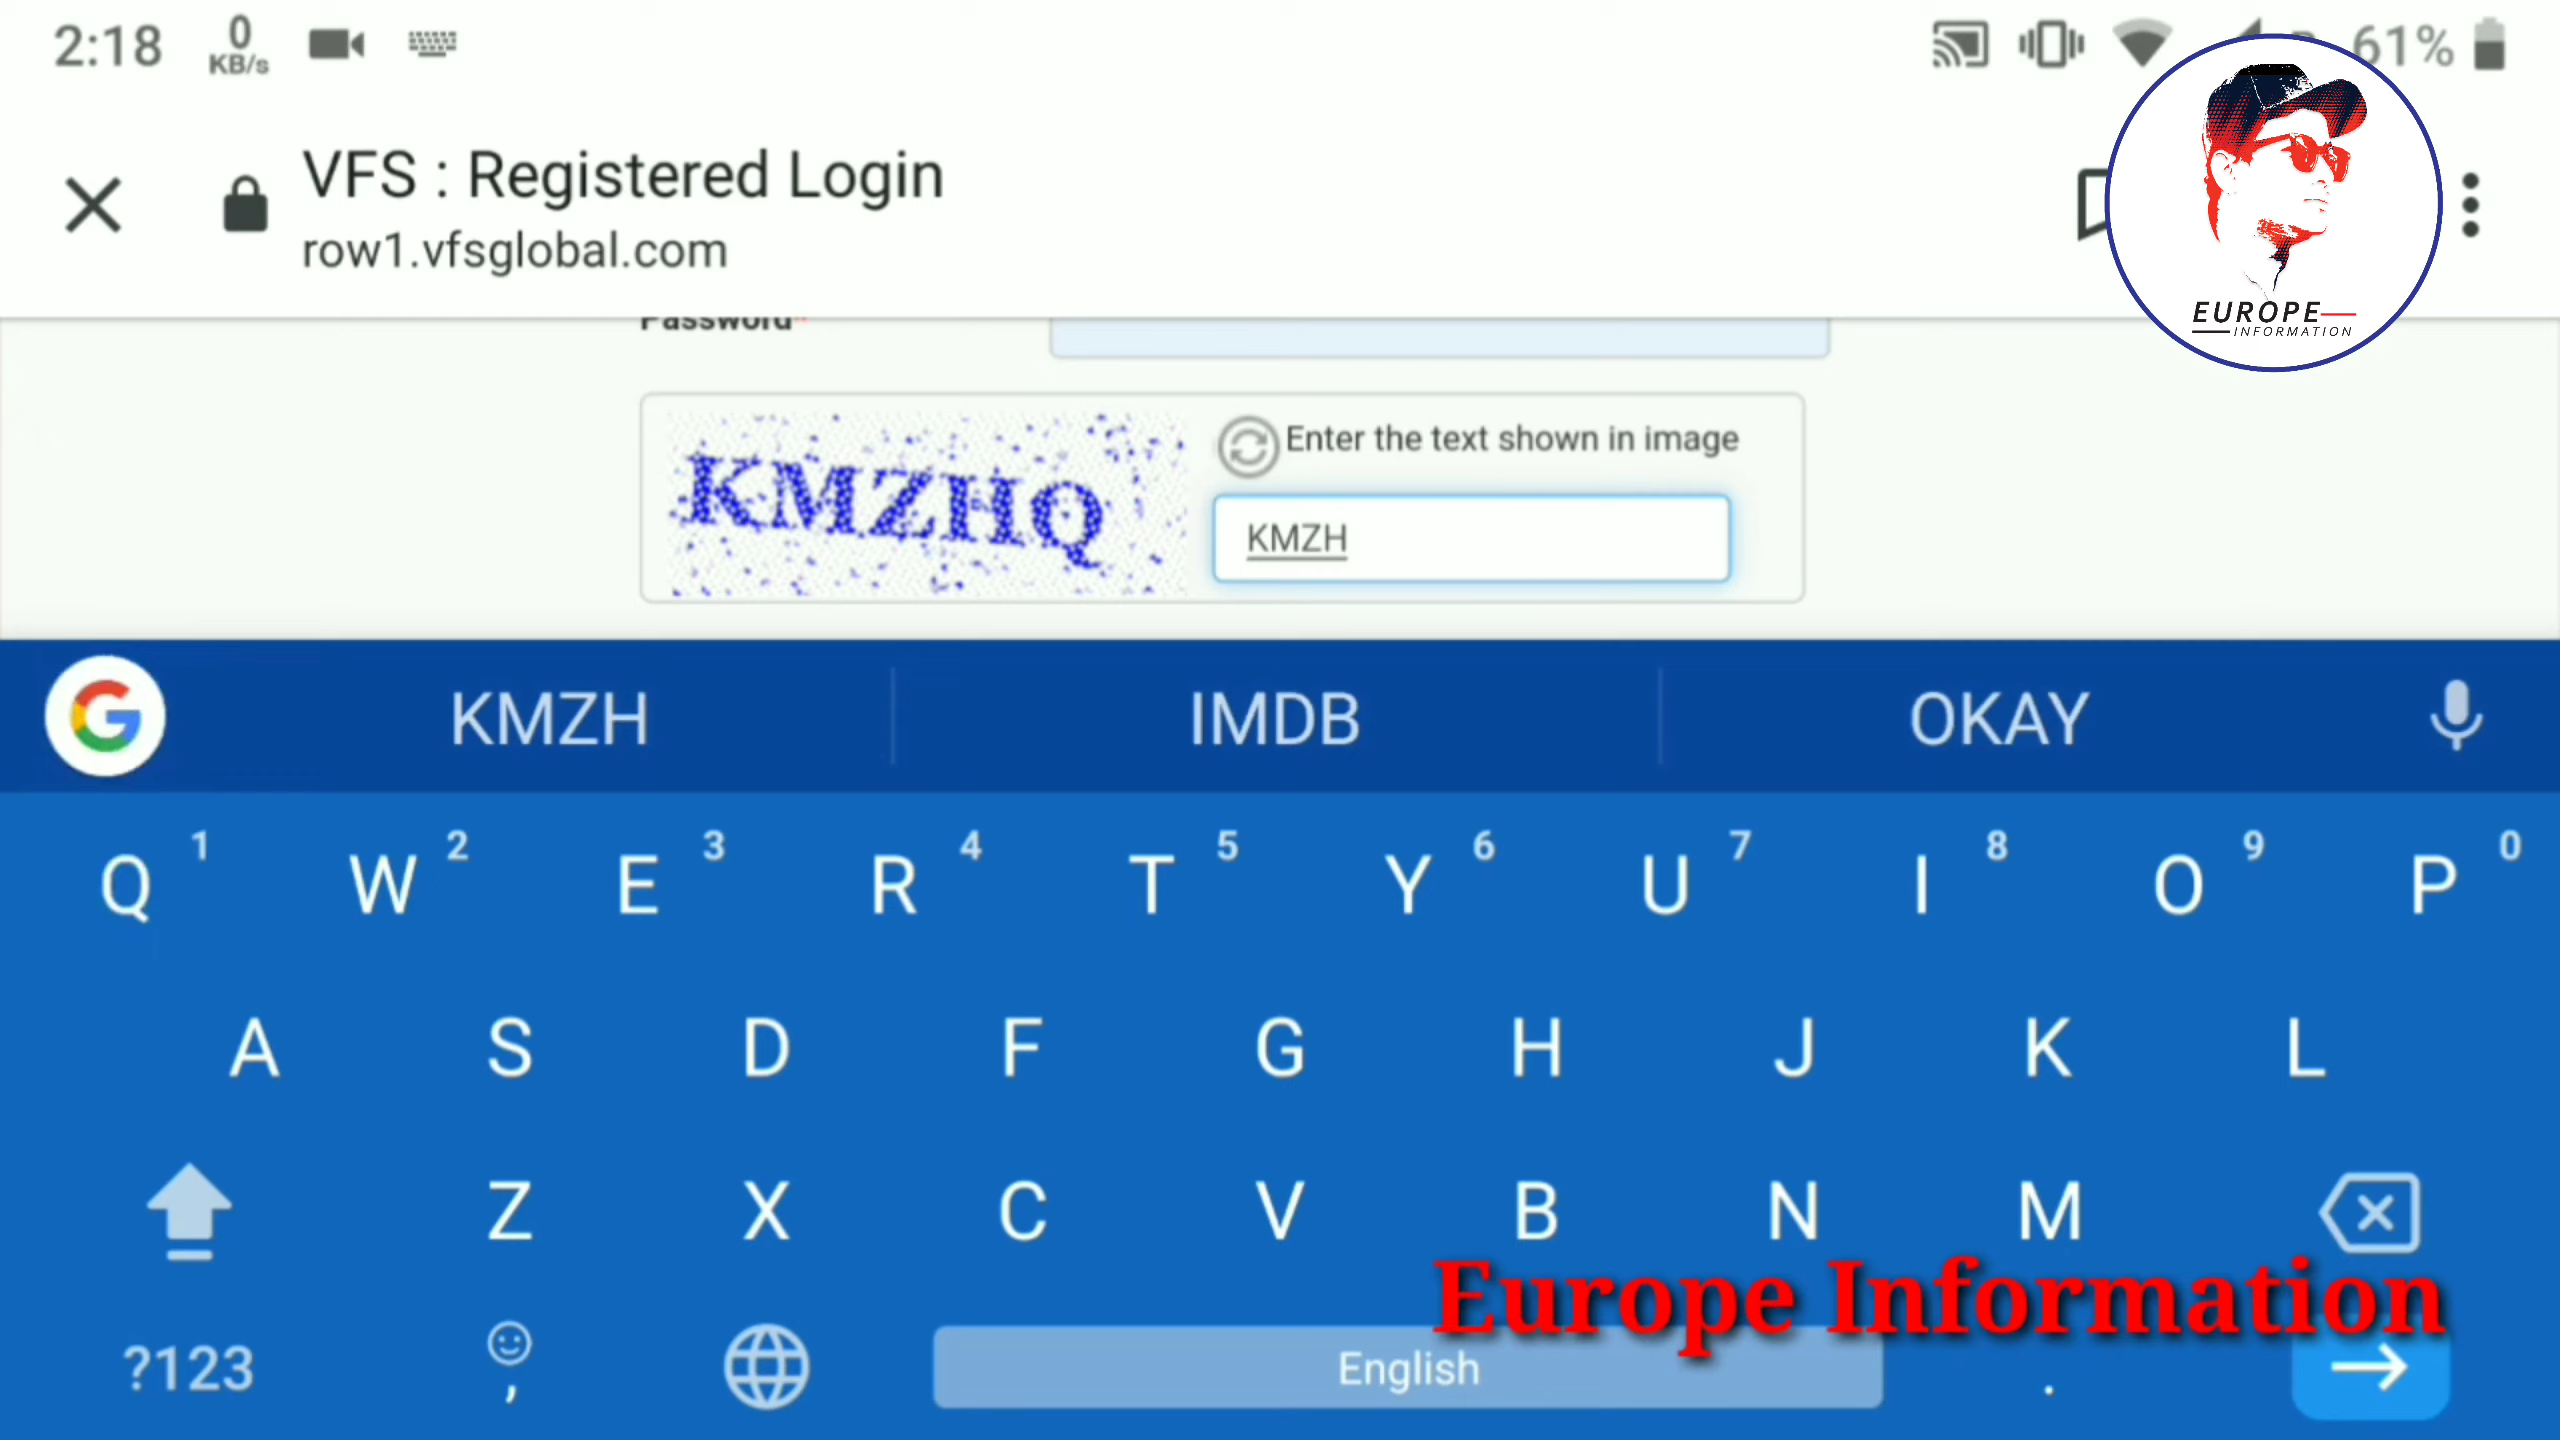 2:18 0 KB/s 61%
VFS : Registered Login
row1.vfsglobal.com
EUROPE
INFORMATION
Password*
KMZHQ
Enter the text shown in image
KMZH
KMZH IMDB OKAY
Q 1 W 2 E 3 R 4 T 5 Y 6 U 7 I 8 O 9 P 0
A S D F G H J K L
Z X C V B N M
Europe Information
?123 , English .